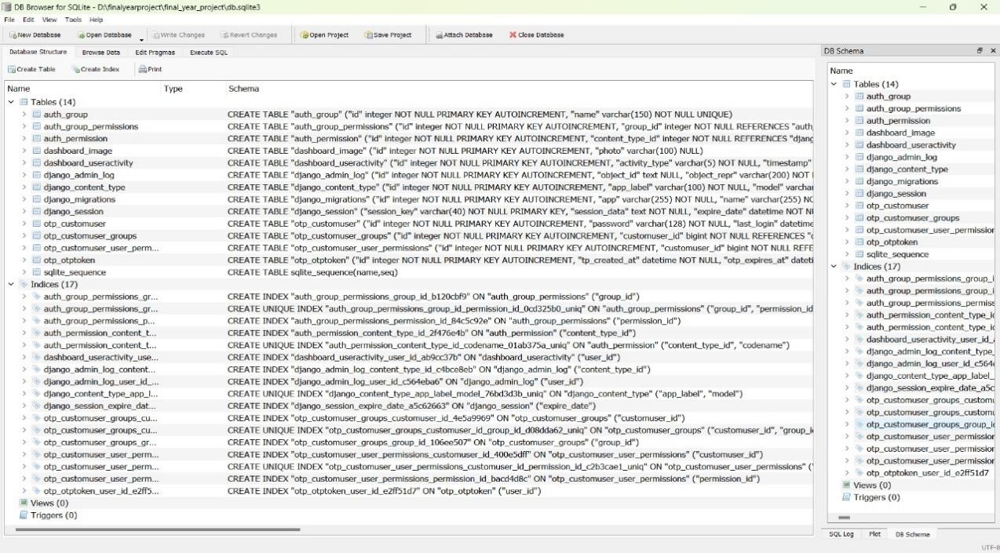 DB Browser for SQLite - D:\finalyearproject\final_year_project\db.sqlite3
File Edit View Tools Help
New Database Open Database Write Changes Revert Changes Open Project Save Project Attach Database Close Database
Database Structure Browse Data Edit Pragmas Execute SQL
Create Table Create Index Print
Name Type Schema
Tables (14)
auth_group CREATE TABLE "auth_group" ("id" integer NOT NULL PRIMARY KEY AUTOINCREMENT, "name" varchar(150) NOT NULL UNIQUE)
auth_group_permissions CREATE TABLE "auth_group_permissions" ("id" integer NOT NULL PRIMARY KEY AUTOINCREMENT, "group_id" integer NOT NULL REFERENCES "auth_
auth_permission CREATE TABLE "auth_permission" ("id" integer NOT NULL PRIMARY KEY AUTOINCREMENT, "content_type_id" integer NOT NULL REFERENCES "djang
dashboard_image CREATE TABLE "dashboard_image" ("id" integer NOT NULL PRIMARY KEY AUTOINCREMENT, "photo" varchar(100) NULL)
dashboard_useractivity CREATE TABLE "dashboard_useractivity" ("id" integer NOT NULL PRIMARY KEY AUTOINCREMENT, "activity_type" varchar(5) NOT NULL, "timestamp"
django_admin_log CREATE TABLE "django_admin_log" ("id" integer NOT NULL PRIMARY KEY AUTOINCREMENT, "object_id" text NULL, "object_repr" varchar(200) NOT
django_content_type CREATE TABLE "django_content_type" ("id" integer NOT NULL PRIMARY KEY AUTOINCREMENT, "app_label" varchar(100) NOT NULL, "model" varchar
django_migrations CREATE TABLE "django_migrations" ("id" integer NOT NULL PRIMARY KEY AUTOINCREMENT, "app" varchar(255) NOT NULL, "name" varchar(255) NO
django_session CREATE TABLE "django_session" ("session_key" varchar(40) NOT NULL PRIMARY KEY, "session_data" text NOT NULL, "expire_date" datetime NOT NU
otp_customuser CREATE TABLE "otp_customuser" ("id" integer NOT NULL PRIMARY KEY AUTOINCREMENT, "password" varchar(128) NOT NULL, "last_login" datetime
otp_customuser_groups CREATE TABLE "otp_customuser_groups" ("id" integer NOT NULL PRIMARY KEY AUTOINCREMENT, "customuser_id" bigint NOT NULL REFERENCES "o
otp_customuser_user_perm... CREATE TABLE "otp_customuser_user_permissions" ("id" integer NOT NULL PRIMARY KEY AUTOINCREMENT, "customuser_id" bigint NOT NULL REFE
otp_otptoken CREATE TABLE "otp_otptoken" ("id" integer NOT NULL PRIMARY KEY AUTOINCREMENT, "tp_created_at" datetime NOT NULL, "otp_expires_at" dateti
sqlite_sequence CREATE TABLE sqlite_sequence(name,seq)
Indices (17)
auth_group_permissions_gr... CREATE INDEX "auth_group_permissions_group_id_b120cbf9" ON "auth_group_permissions" ("group_id")
auth_group_permissions_gr... CREATE UNIQUE INDEX "auth_group_permissions_group_id_permission_id_0cd325b0_uniq" ON "auth_group_permissions" ("group_id", "permission_id
auth_group_permissions_p... CREATE INDEX "auth_group_permissions_permission_id_84c5c92e" ON "auth_group_permissions" ("permission_id")
auth_permission_content_t... CREATE INDEX "auth_permission_content_type_id_2f476e4b" ON "auth_permission" ("content_type_id")
auth_permission_content_t... CREATE UNIQUE INDEX "auth_permission_content_type_id_codename_01ab375a_uniq" ON "auth_permission" ("content_type_id", "codename")
dashboard_useractivity_use... CREATE INDEX "dashboard_useractivity_user_id_ab9cc37b" ON "dashboard_useractivity" ("user_id")
django_admin_log_content... CREATE INDEX "django_admin_log_content_type_id_c4bce8eb" ON "django_admin_log" ("content_type_id")
django_admin_log_user_id_... CREATE INDEX "django_admin_log_user_id_c564eba6" ON "django_admin_log" ("user_id")
django_content_type_app_l... CREATE UNIQUE INDEX "django_content_type_app_label_model_76bd3d3b_uniq" ON "django_content_type" ("app_label", "model")
django_session_expire_dat... CREATE INDEX "django_session_expire_date_a5c62663" ON "django_session" ("expire_date")
otp_customuser_groups_cu... CREATE INDEX "otp_customuser_groups_customuser_id_4e5a9969" ON "otp_customuser_groups" ("customuser_id")
otp_customuser_groups_cu... CREATE UNIQUE INDEX "otp_customuser_groups_customuser_id_group_id_d08dda62_uniq" ON "otp_customuser_groups" ("customuser_id", "group_i
otp_customuser_groups_gr... CREATE INDEX "otp_customuser_groups_group_id_106ee507" ON "otp_customuser_groups" ("group_id")
otp_customuser_user_perm... CREATE INDEX "otp_customuser_user_permissions_customuser_id_400e5dff" ON "otp_customuser_user_permissions" ("customuser_id")
otp_customuser_user_perm... CREATE UNIQUE INDEX "otp_customuser_user_permissions_customuser_id_permission_id_c2b3cae1_uniq" ON "otp_customuser_user_permissions" ("
otp_customuser_user_perm... CREATE INDEX "otp_customuser_user_permissions_permission_id_bacd4d8c" ON "otp_customuser_user_permissions" ("permission_id")
otp_otptoken_user_id_e2ff5... CREATE INDEX "otp_otptoken_user_id_e2ff51d7" ON "otp_otptoken" ("user_id")
Views (0)
Triggers (0)
DB Schema
Name
Tables (14)
auth_group
auth_group_permissions
auth_permission
dashboard_image
dashboard_useractivity
django_admin_log
django_content_type
django_migrations
django_session
otp_customuser
otp_customuser_groups
otp_customuser_user_permission
otp_otptoken
sqlite_sequence
Indices (17)
auth_group_permissions_group_i
auth_group_permissions_group_i
auth_group_permissions_permiss
auth_permission_content_type_id
auth_permission_content_type_id
dashboard_useractivity_user_id_a
django_admin_log_content_type_
django_admin_log_user_id_c564e
django_content_type_app_label_
django_session_expire_date_a5c
otp_customuser_groups_customu
otp_customuser_groups_customu
otp_customuser_groups_group_id
otp_customuser_user_permission
otp_customuser_user_permission
otp_customuser_user_permission
otp_otptoken_user_id_e2ff51d7
Views (0)
Triggers (0)
SQL Log Plot DB Schema
UTF-8